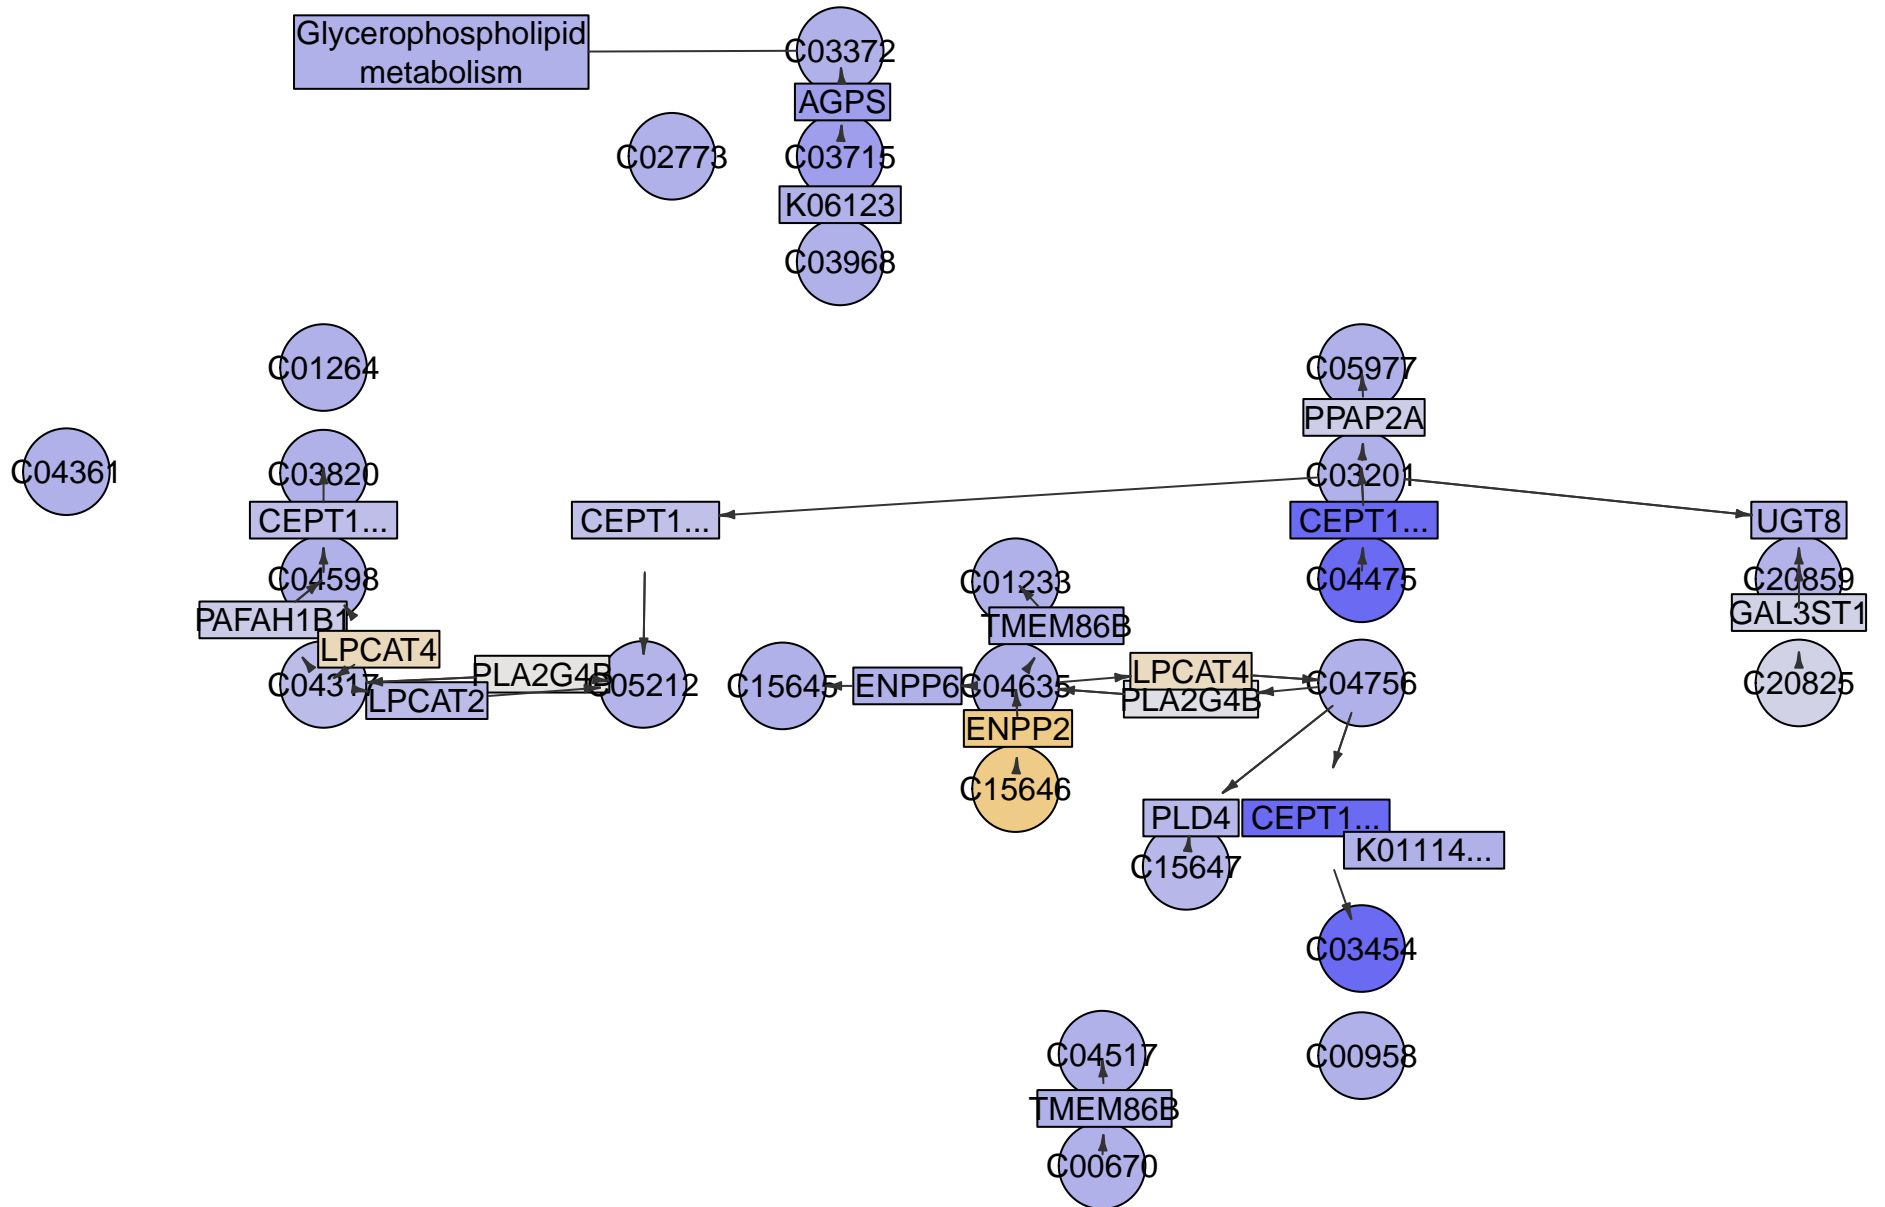 Glycerophospholipid
metabolism
C03372
AGPS
C02773
C03715
K06123
C03968
C01264
C05977
PPAP2A
C04361
C03820
C03201
CEPT1...
CEPT1...
CEPT1...
UGT8
C04598
C01233
C04475
C20859
PAFAH1B1
TMEM86B
GAL3ST1
LPCAT4
C04317
PLA2G4B
LPCAT2
C05212
C15645
ENPP6
C04635
LPCAT4
PLA2G4B
C04756
C20825
ENPP2
C15646
PLD4
CEPT1...
K01114...
C15647
C03454
C04517
C00958
TMEM86B
C00670